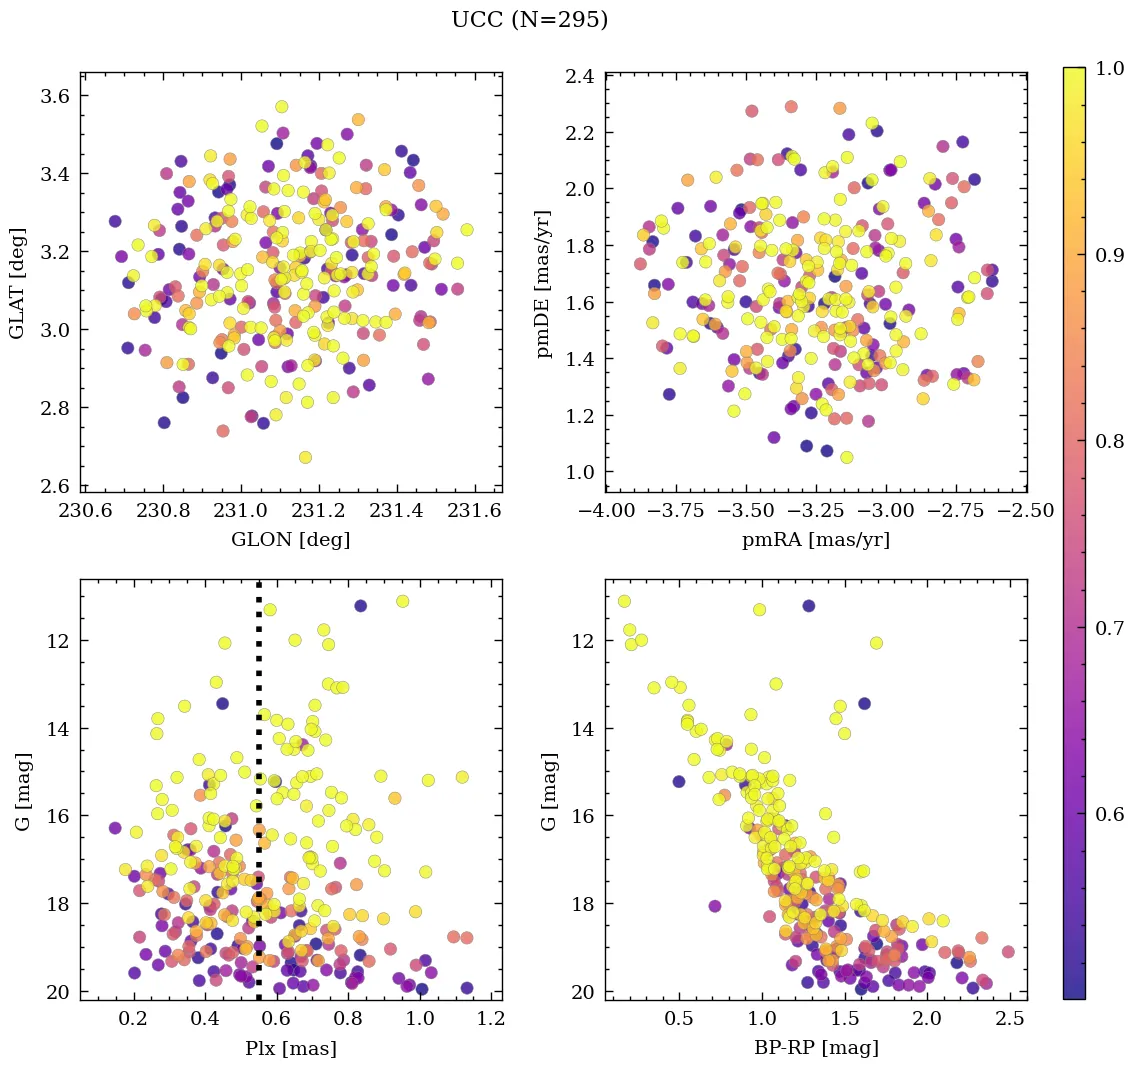 UCC (N=295)
3.6
3.4
3.2
3.0
2.8
2.6
GLAT [deg]
230.6 230.8 231.0 231.2 231.4 231.6
GLON [deg]
2.4
2.2
2.0
1.8
1.6
1.4
1.2
1.0
pmDE [mas/yr]
−4.00 −3.75 −3.50 −3.25 −3.00 −2.75 −2.50
pmRA [mas/yr]
1.0
0.9
0.8
0.7
0.6
12
14
16
18
20
G [mag]
0.2 0.4 0.6 0.8 1.0 1.2
Plx [mas]
12
14
16
18
20
G [mag]
0.5 1.0 1.5 2.0 2.5
BP-RP [mag]